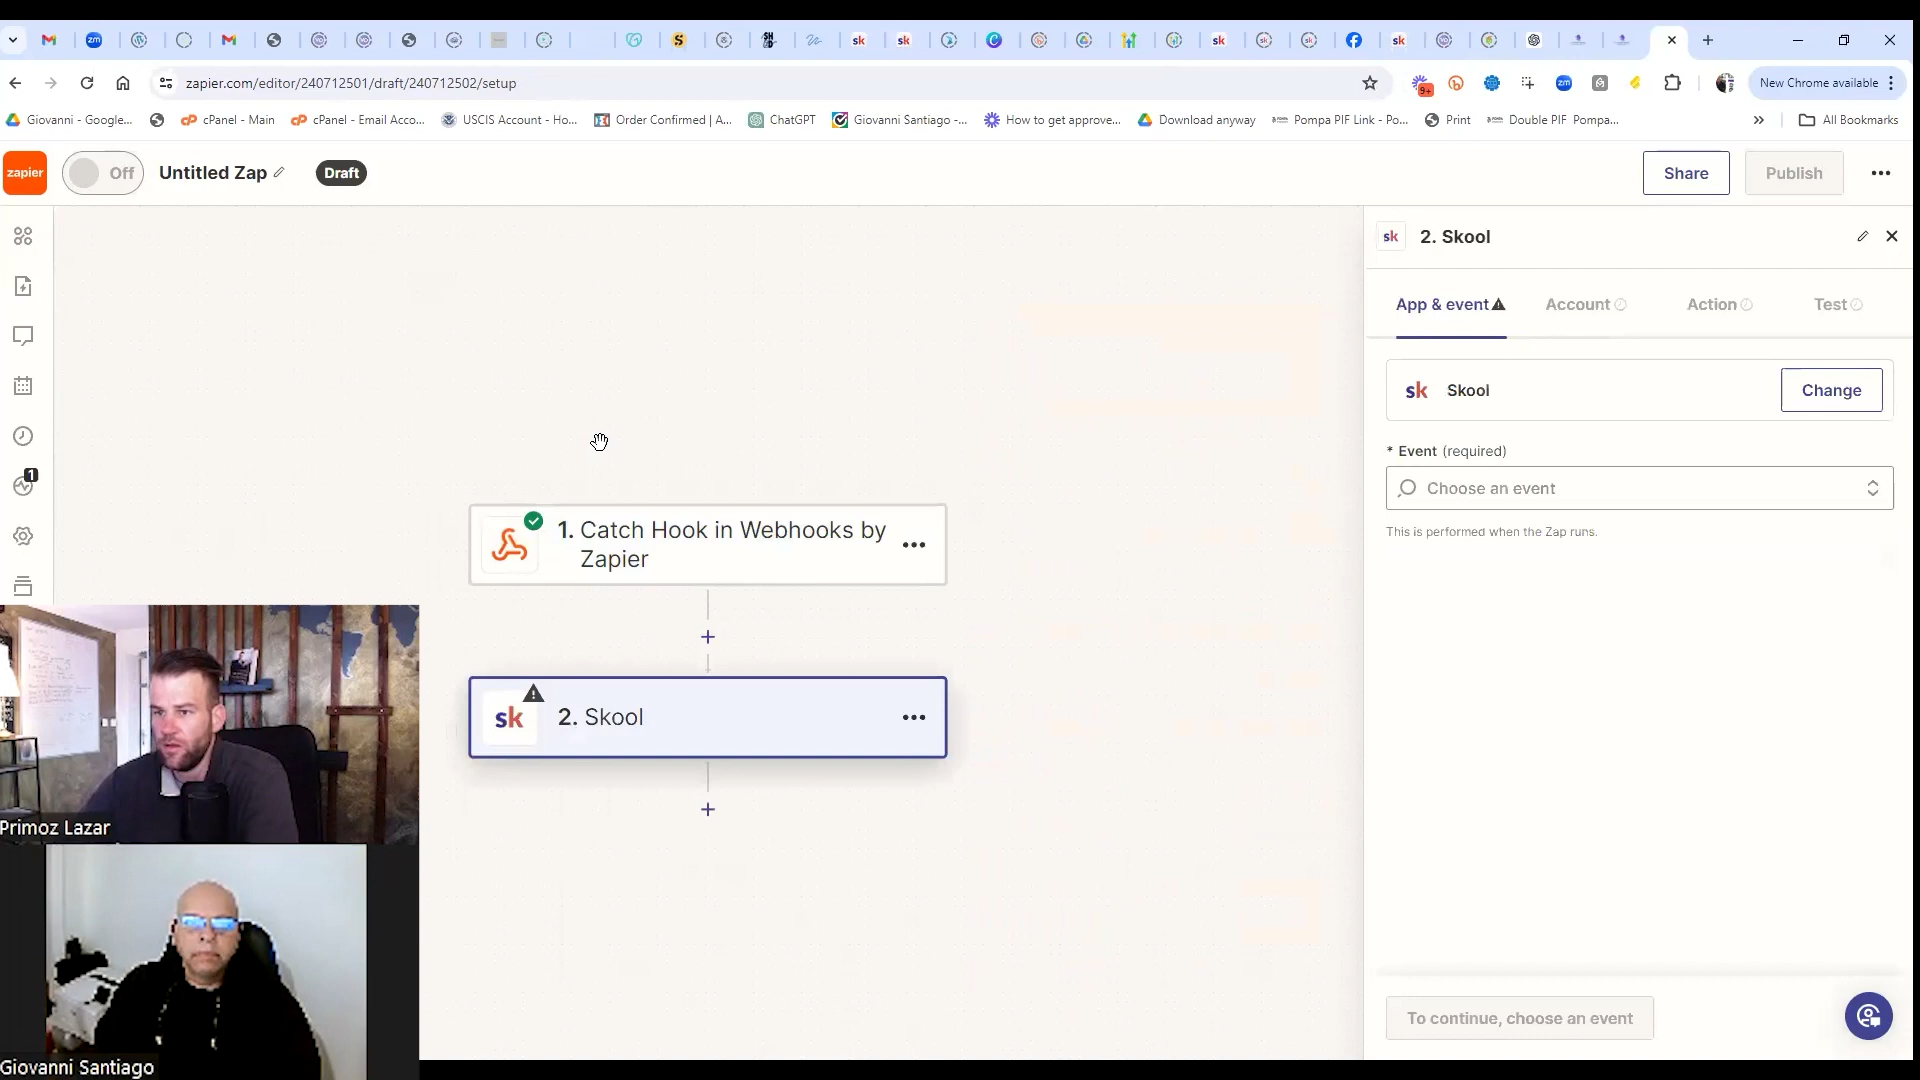 zapier.com/editor/240712501/draft/240712502/setup
New Chrome available
Giovanni - Google...
cPanel - Main
cPanel - Email Acco...
USCIS Account - Ho...
Order Confirmed | A...
ChatGPT
Giovanni Santiago -...
How to get approve...
Download anyway
Pompa PIF Link - Po...
Print
Double PIF Pompa...
All Bookmarks
zapier
Off
Untitled Zap
Draft
Share
Publish
sk
2. Skool
App & event
Account
Action
Test
sk
Skool
Change
* Event (required)
Choose an event
This is performed when the Zap runs.
1
1. Catch Hook in Webhooks by
Zapier
sk
2. Skool
Primoz Lazar
Giovanni Santiago
To continue, choose an event